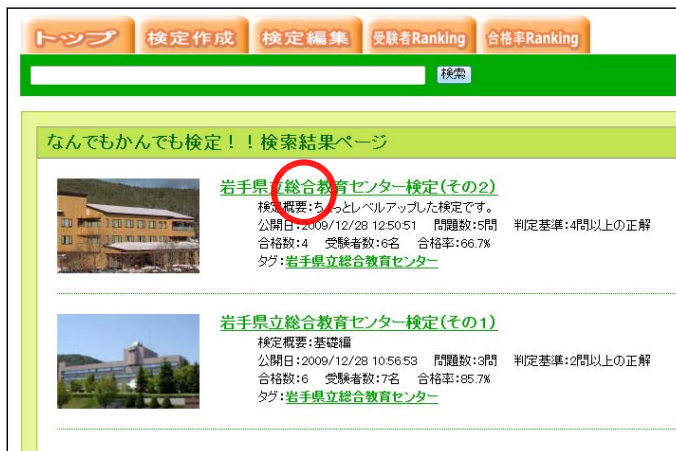 トップ 検定作成 検定編集 受験者Ranking 合格率Ranking
検索
なんでもかんでも検定！！検索結果ページ
岩手県立総合教育センター検定(その2)
検定概要:ちょっとレベルアップした検定です。
公開日:2009/12/28 12:50:51 問題数:5問 判定基準:4問以上の正解
合格数:4 受験者数:6名 合格率:66.7%
タグ:岩手県立総合教育センター
岩手県立総合教育センター検定(その1)
検定概要:基礎編
公開日:2009/12/28 10:56:53 問題数:3問 判定基準:2問以上の正解
合格数:6 受験者数:7名 合格率:85.7%
タグ:岩手県立総合教育センター